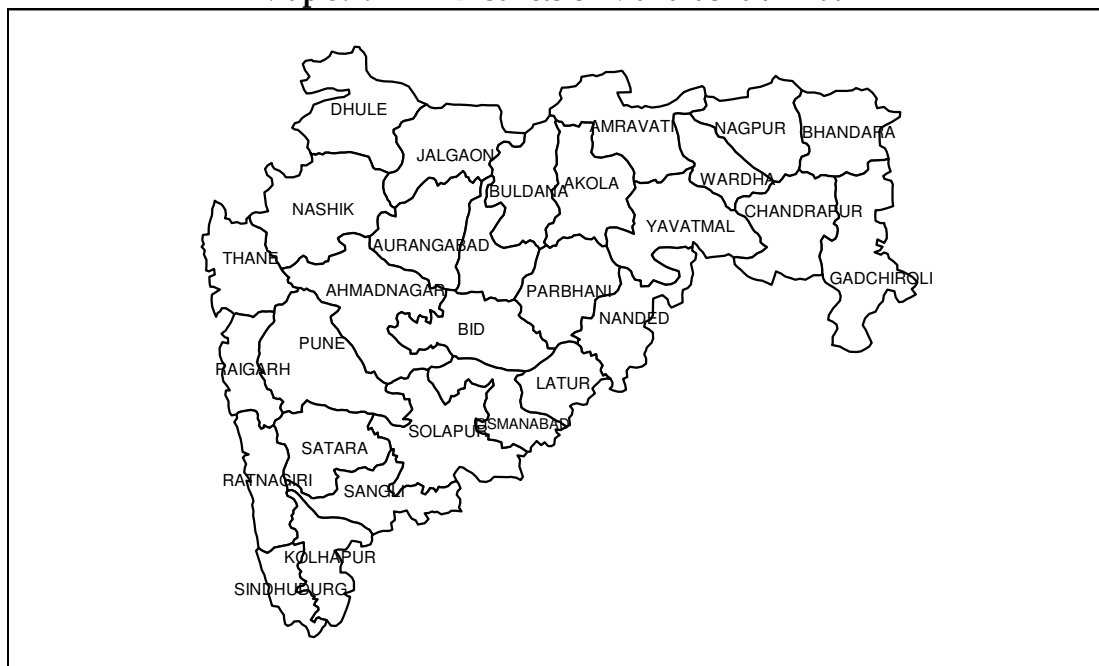 DHULE
AMRAVATI
NAGPUR
BHANDARA
JALGAON
WARDHA
AKOLA
BULDANA
NASHIK
CHANDRAPUR
YAVATMAL
AURANGABAD
THANE
GADCHIROLI
AHMADNAGAR
PARBHANI
NANDED
BID
PUNE
RAIGARH
LATUR
OSMANABAD
SOLAPUR
SATARA
RATNAGIRI
SANGLI
KOLHAPUR
SINDHUDURG